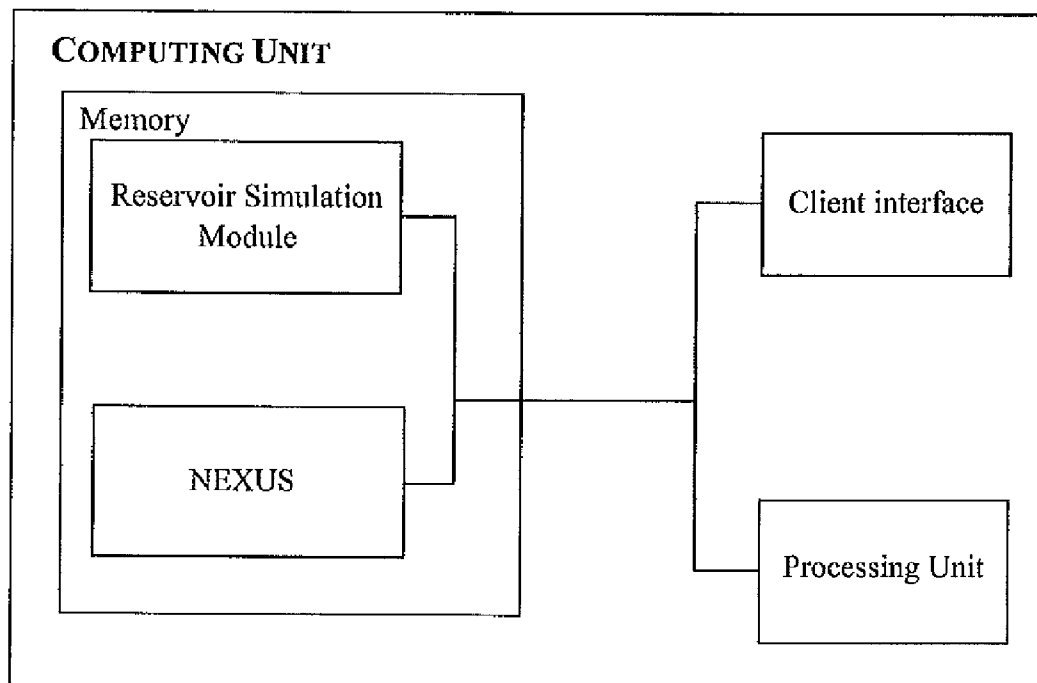 COMPUTING UNIT
Memory
Reservoir Simulation
Module
NEXUS
Client interface
Processing Unit